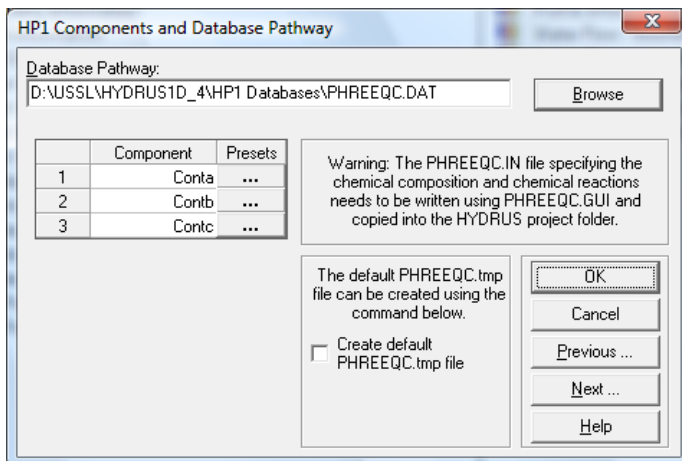 HP1 Components and Database Pathway
Database Pathway:
D:\USSL\HYDRUS1D_4\HP1 Databases\PHREEQC.DAT
Browse
Component Presets
1 Conta ...
2 Contb ...
3 Contc ...
Warning: The PHREEQC.IN file specifying the
chemical composition and chemical reactions
needs to be written using PHREEQC.GUI and
copied into the HYDRUS project folder.
The default PHREEQC.tmp
file can be created using the
command below.
Create default
PHREEQC.tmp file
OK
Cancel
Previous ...
Next ...
Help